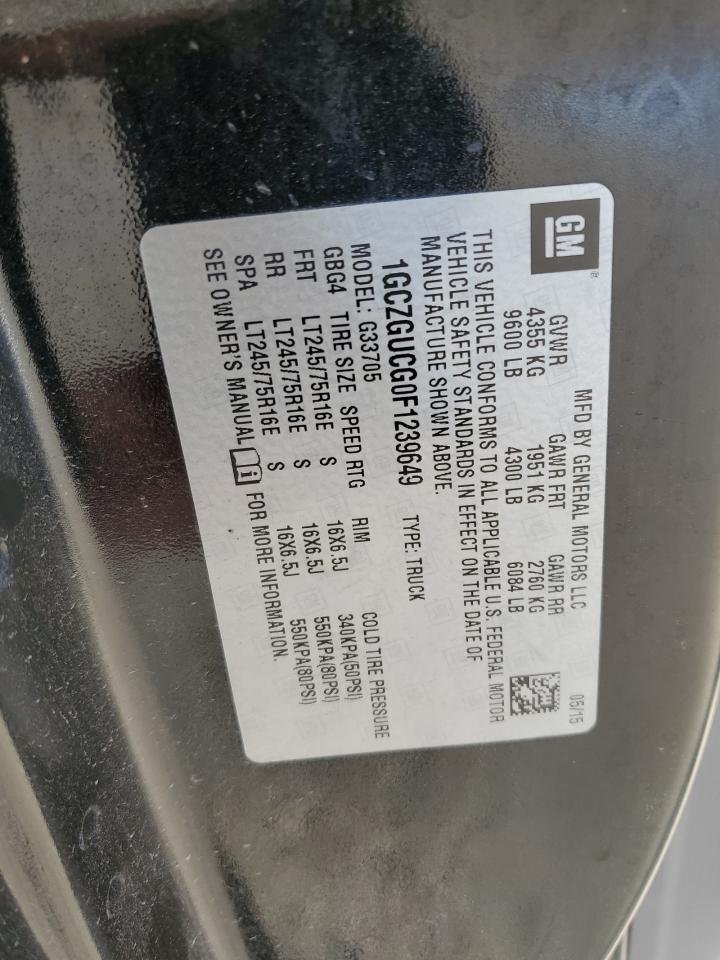 GM ®
MFD BY GENERAL MOTORS LLC 05/15
GVWR GAWR FRT GAWR RR
4355 KG 1951 KG 2760 KG
9600 LB 4300 LB 6084 LB
THIS VEHICLE CONFORMS TO ALL APPLICABLE U.S. FEDERAL MOTOR
VEHICLE SAFETY STANDARDS IN EFFECT ON THE DATE OF
MANUFACTURE SHOWN ABOVE.
1GCZGUCG0F1239649 TYPE: TRUCK
MODEL: G33705
GBG4 TIRE SIZE SPEED RTG RIM COLD TIRE PRESSURE
FRT LT245/75R16E S 16X6.5J 340KPA(50PSI)
RR LT245/75R16E S 16X6.5J 550KPA(80PSI)
SPA LT245/75R16E S 16X6.5J 550KPA(80PSI)
SEE OWNER'S MANUAL FOR MORE INFORMATION.